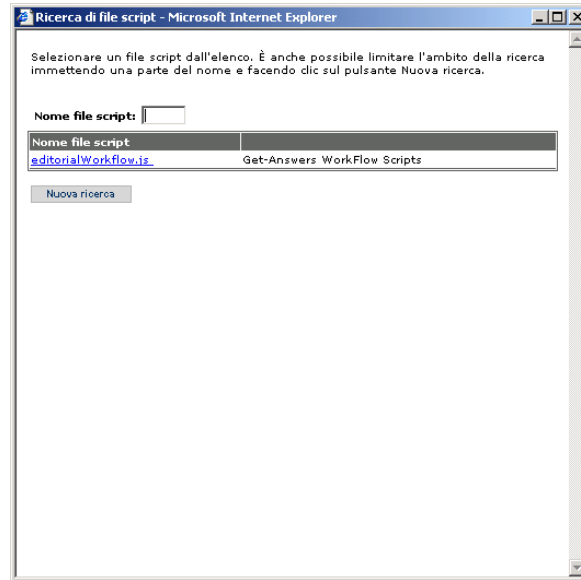 Ricerca di file script - Microsoft Internet Explorer
Selezionare un file script dall'elenco. È anche possibile limitare l'ambito della ricerca
immettendo una parte del nome e facendo clic sul pulsante Nuova ricerca.
Nome file script:
Nome file script
editorialWorkflow.js Get-Answers WorkFlow Scripts
Nuova ricerca